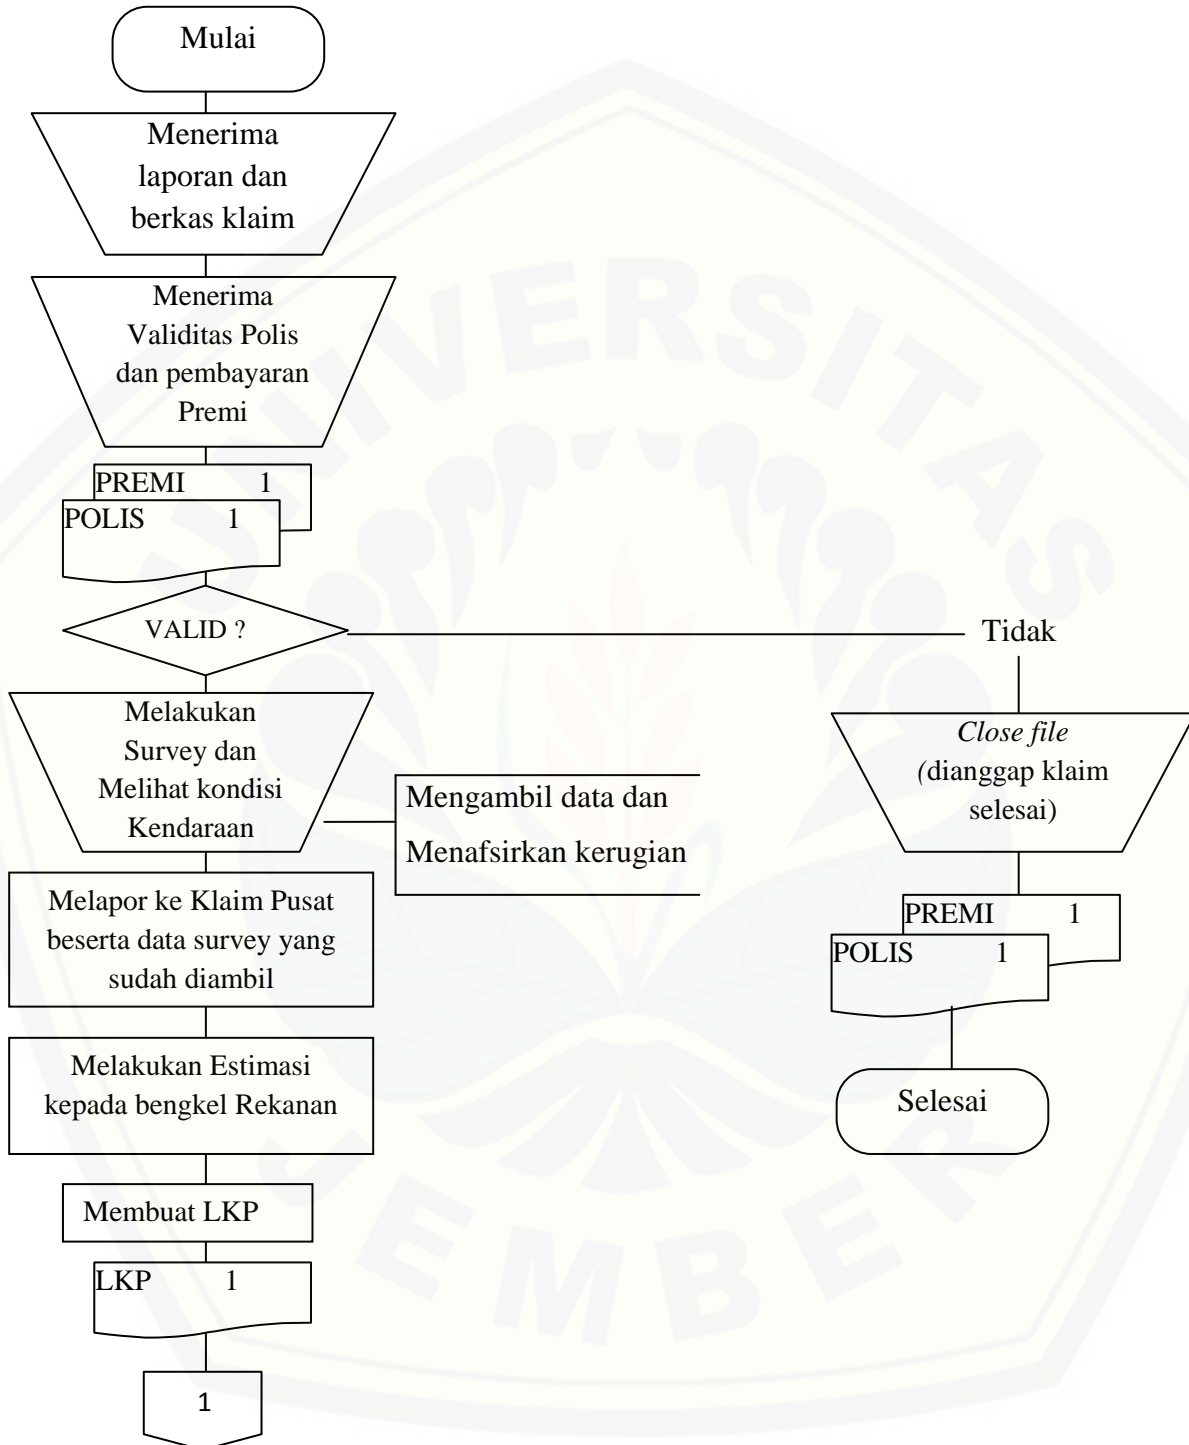 Mulai
Menerima
laporan dan
berkas klaim
Menerima
Validitas Polis
dan pembayaran
Premi
PREMI 1
POLIS 1
VALID ?
Tidak
Melakukan
Survey dan
Melihat kondisi
Kendaraan
Mengambil data dan
Menafsirkan kerugian
Close file
(dianggap klaim
selesai)
Melapor ke Klaim Pusat
beserta data survey yang
sudah diambil
PREMI 1
POLIS 1
Melakukan Estimasi
kepada bengkel Rekanan
Selesai
Membuat LKP
LKP 1
1
UNIVERSITAS
JEMBER